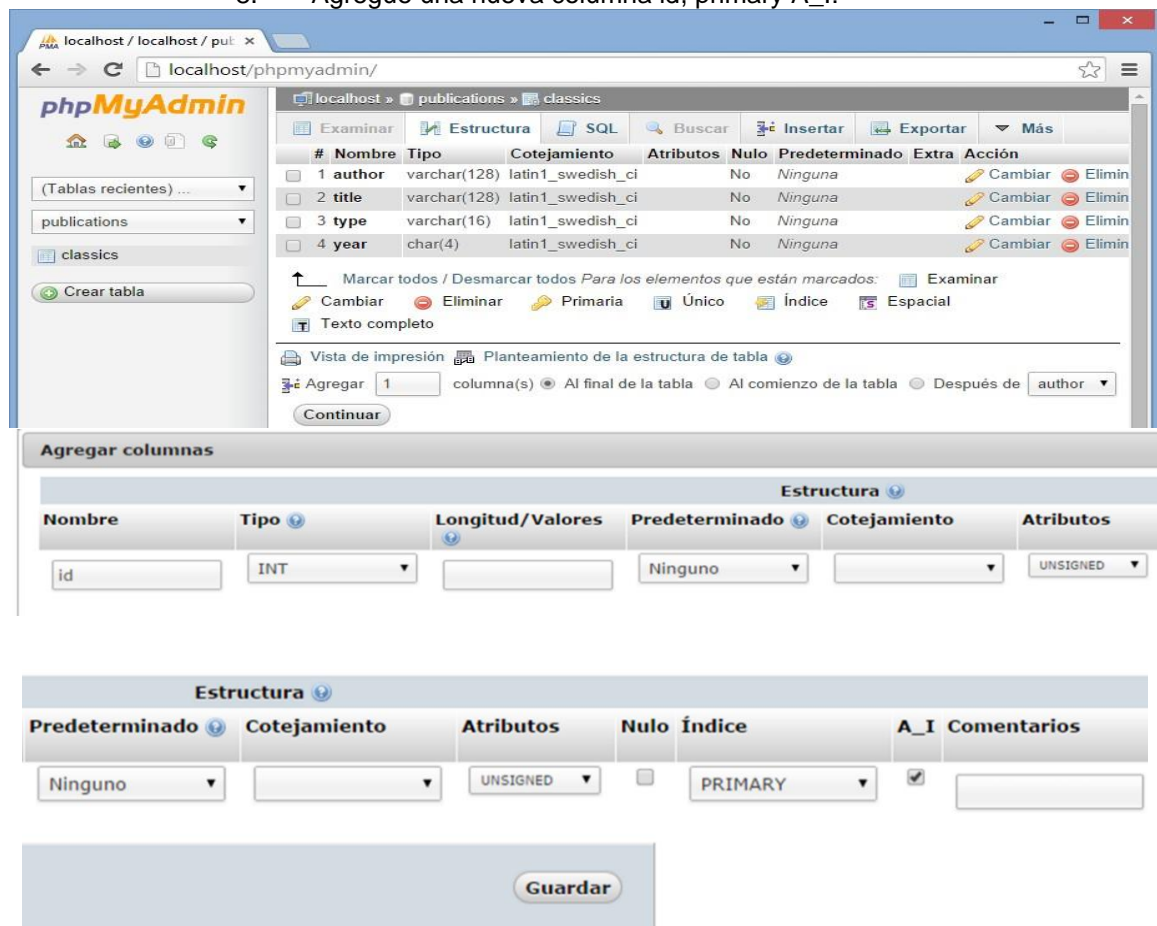 Agregue una nueva columna id, primary A_I.
localhost / localhost / pub
localhost/phpmyadmin/
phpMyAdmin
localhost » publications » classics
Examinar Estructura SQL Buscar Insertar Exportar Más
# Nombre Tipo Cotejamiento Atributos Nulo Predeterminado Extra Acción
1 author varchar(128) latin1_swedish_ci No Ninguna Cambiar Elimin
2 title varchar(128) latin1_swedish_ci No Ninguna Cambiar Elimin
3 type varchar(16) latin1_swedish_ci No Ninguna Cambiar Elimin
4 year char(4) latin1_swedish_ci No Ninguna Cambiar Elimin
(Tablas recientes) ...
publications
classics
Crear tabla
Marcar todos / Desmarcar todos Para los elementos que están marcados: Examinar
Cambiar Eliminar Primaria Único Índice Espacial
Texto completo
Vista de impresión Planteamiento de la estructura de tabla
Agregar 1 columna(s) Al final de la tabla Al comienzo de la tabla Después de author
Continuar
Agregar columnas
Estructura
Nombre Tipo Longitud/Valores Predeterminado Cotejamiento Atributos
id INT Ninguno UNSIGNED
Estructura
Predeterminado Cotejamiento Atributos Nulo Índice A_I Comentarios
Ninguno UNSIGNED PRIMARY
Guardar